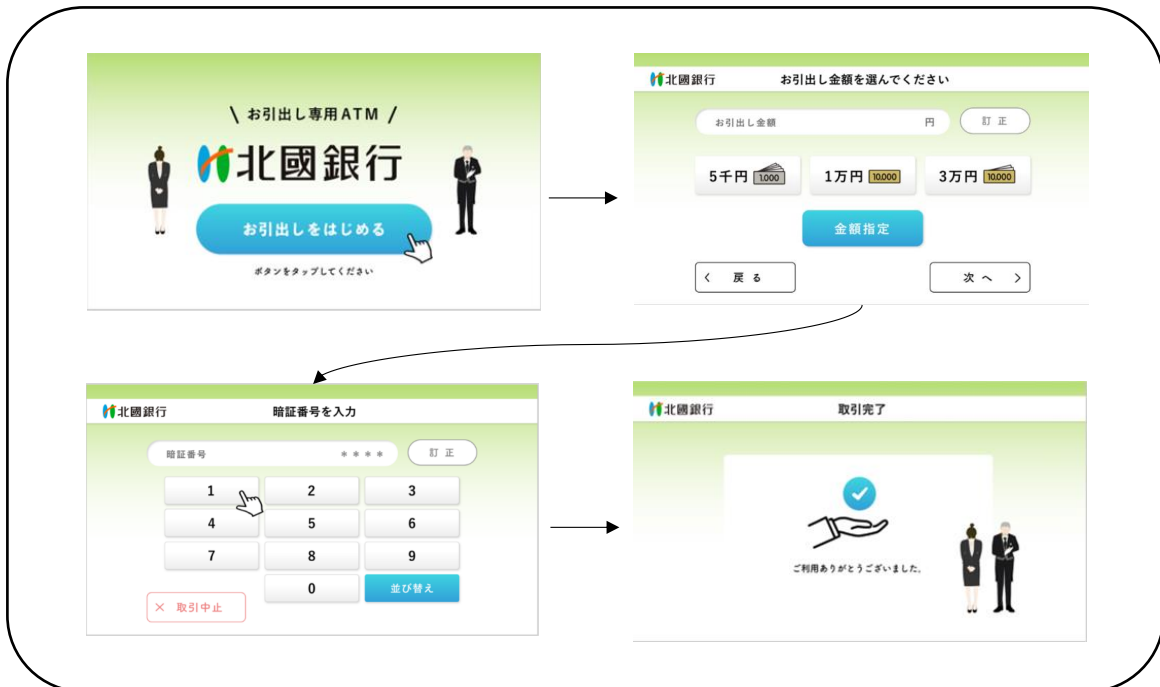 \ お引出し専用ATM /
北國銀行
お引出しをはじめる
ボタンをタップしてください
北國銀行 お引出し金額を選んでください
お引出し金額 円 訂正
5千円 1,000 1万円 10,000 3万円 10,000
金額指定
< 戻る 次へ >
北國銀行 暗証番号を入力
暗証番号 **** 訂正
1 2 3
4 5 6
7 8 9
0 並び替え
× 取引中止
北國銀行 取引完了
ご利用ありがとうございました。